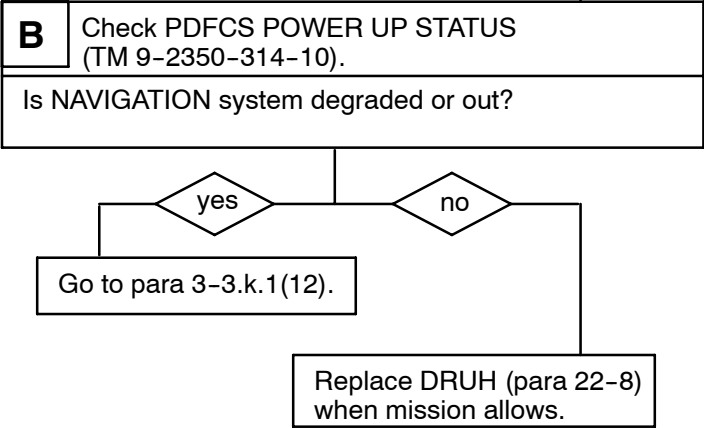 B
Check PDFCS POWER UP STATUS
(TM 9-2350-314-10).
Is NAVIGATION system degraded or out?
yes
no
Go to para 3-3.k.1(12).
Replace DRUH (para 22-8)
when mission allows.